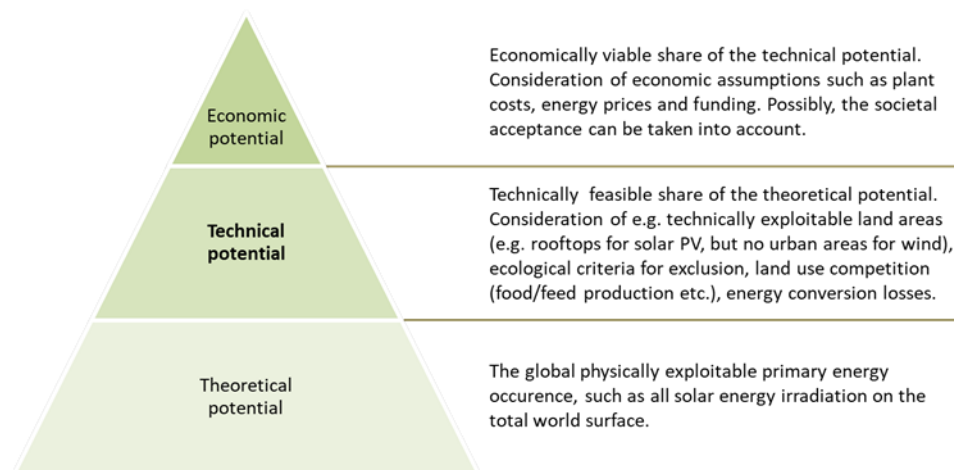 Economic
potential
Economically viable share of the technical potential.
Consideration of economic assumptions such as plant
costs, energy prices and funding. Possibly, the societal
acceptance can be taken into account.
Technical
potential
Technically  feasible share of the theoretical potential.
Consideration of e.g. technically exploitable land areas
(e.g. rooftops for solar PV, but no urban areas for wind),
ecological criteria for exclusion, land use competition
(food/feed production etc.), energy conversion losses.
Theoretical
potential
The global physically exploitable primary energy
occurence, such as all solar energy irradiation on the
total world surface.